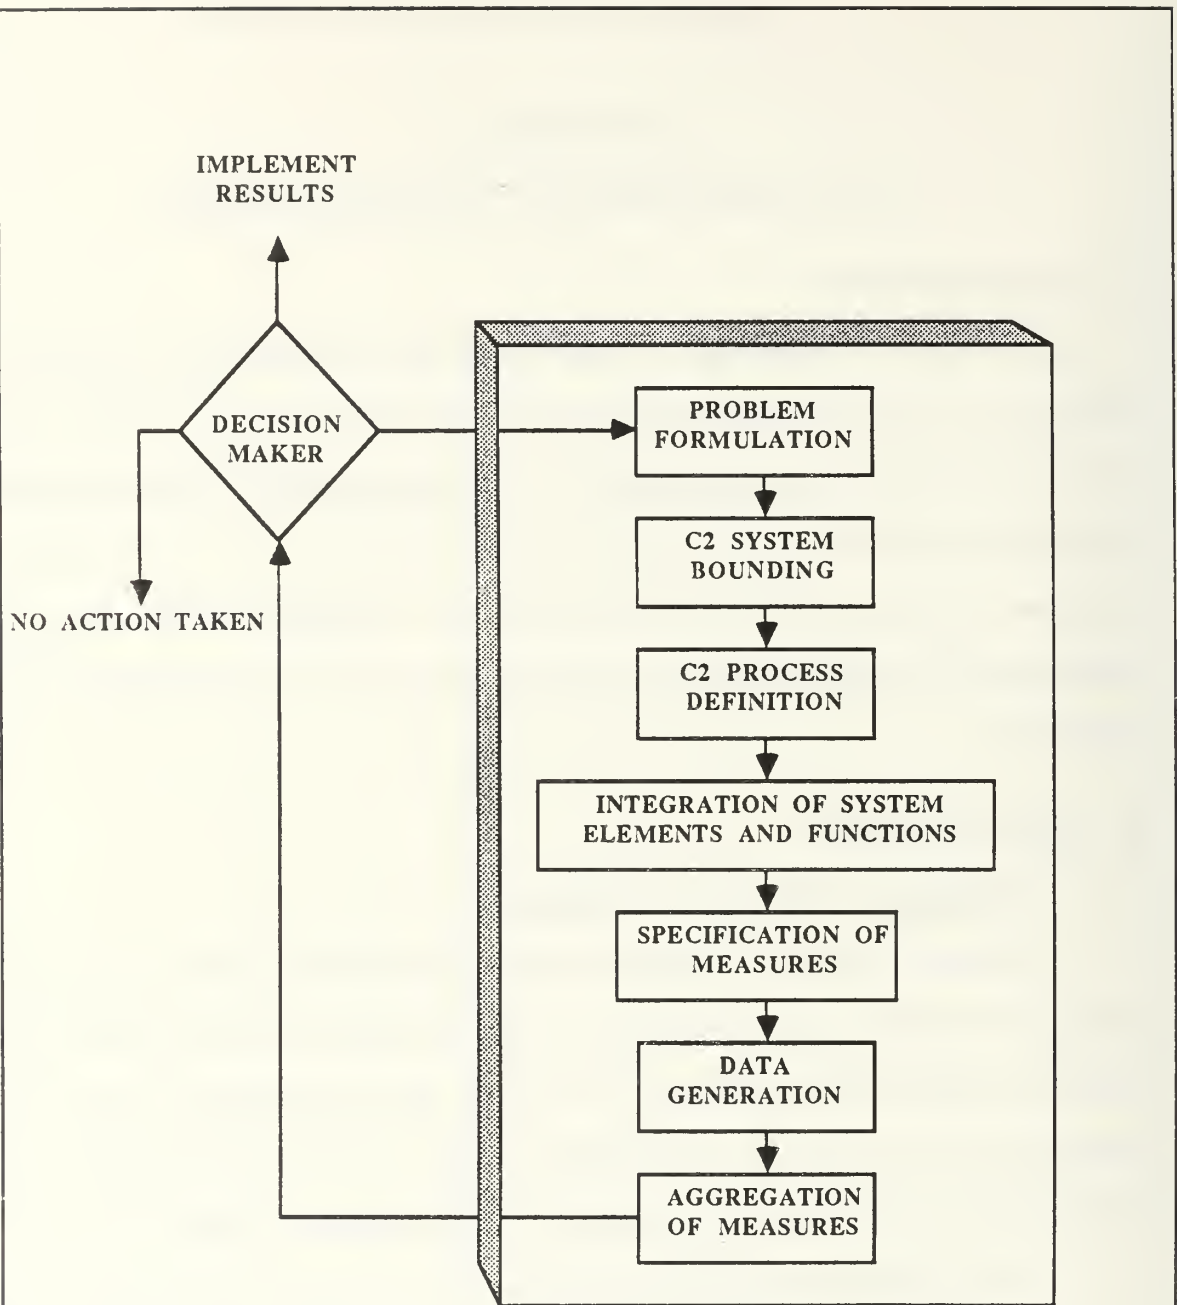 IMPLEMENT
RESULTS
DECISION
MAKER
NO ACTION TAKEN
PROBLEM
FORMULATION
C2 SYSTEM
BOUNDING
C2 PROCESS
DEFINITION
INTEGRATION OF SYSTEM
ELEMENTS AND FUNCTIONS
SPECIFICATION OF
MEASURES
DATA
GENERATION
AGGREGATION
OF MEASURES